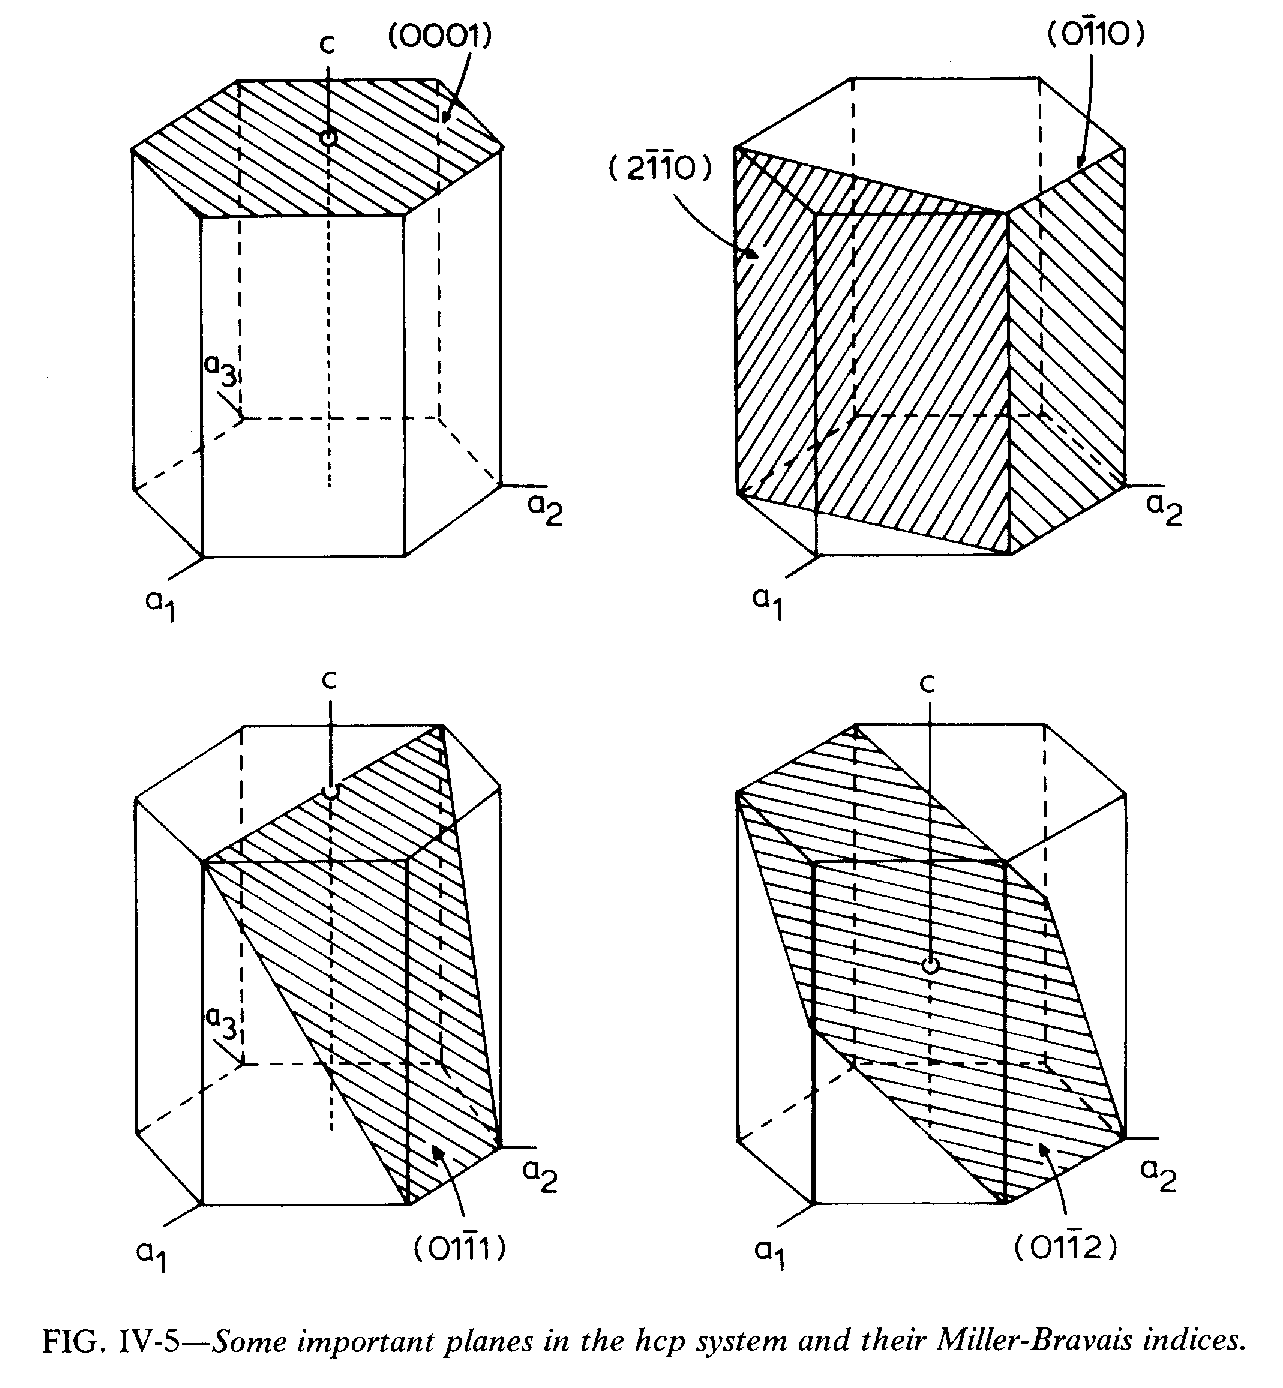 c
(0001)
(01̄10)
(21̄1̄0)
a3
a2
a2
a1
a1
c
c
a3
a2
a2
a1
(011̄1)
a1
(011̄2)
FIG. IV-5—Some important planes in the hcp system and their Miller-Bravais indices.